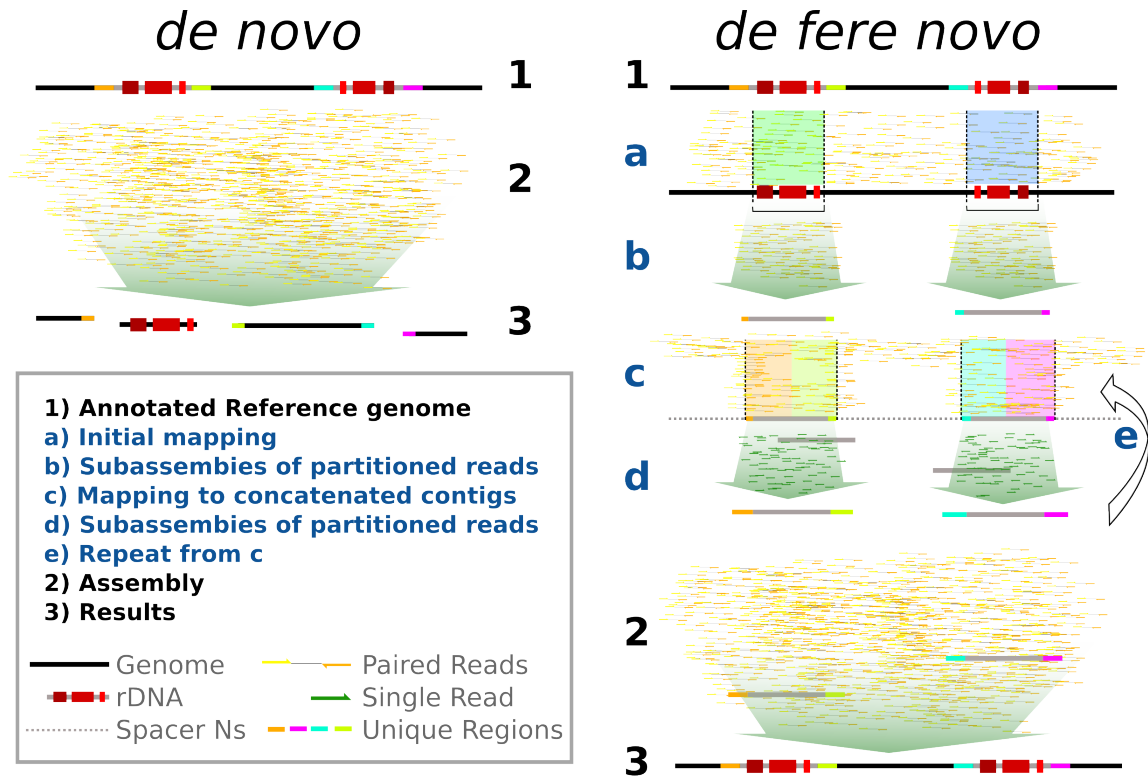 de novo
1
2
3
de fere novo
1
a
b
c
d
e
2
3
1) Annotated Reference genome
a) Initial mapping
b) Subassembies of partitioned reads
c) Mapping to concatenated contigs
d) Subassembies of partitioned reads
e) Repeat from c
2) Assembly
3) Results
Genome
Paired Reads
rDNA
Single Read
Spacer Ns
Unique Regions